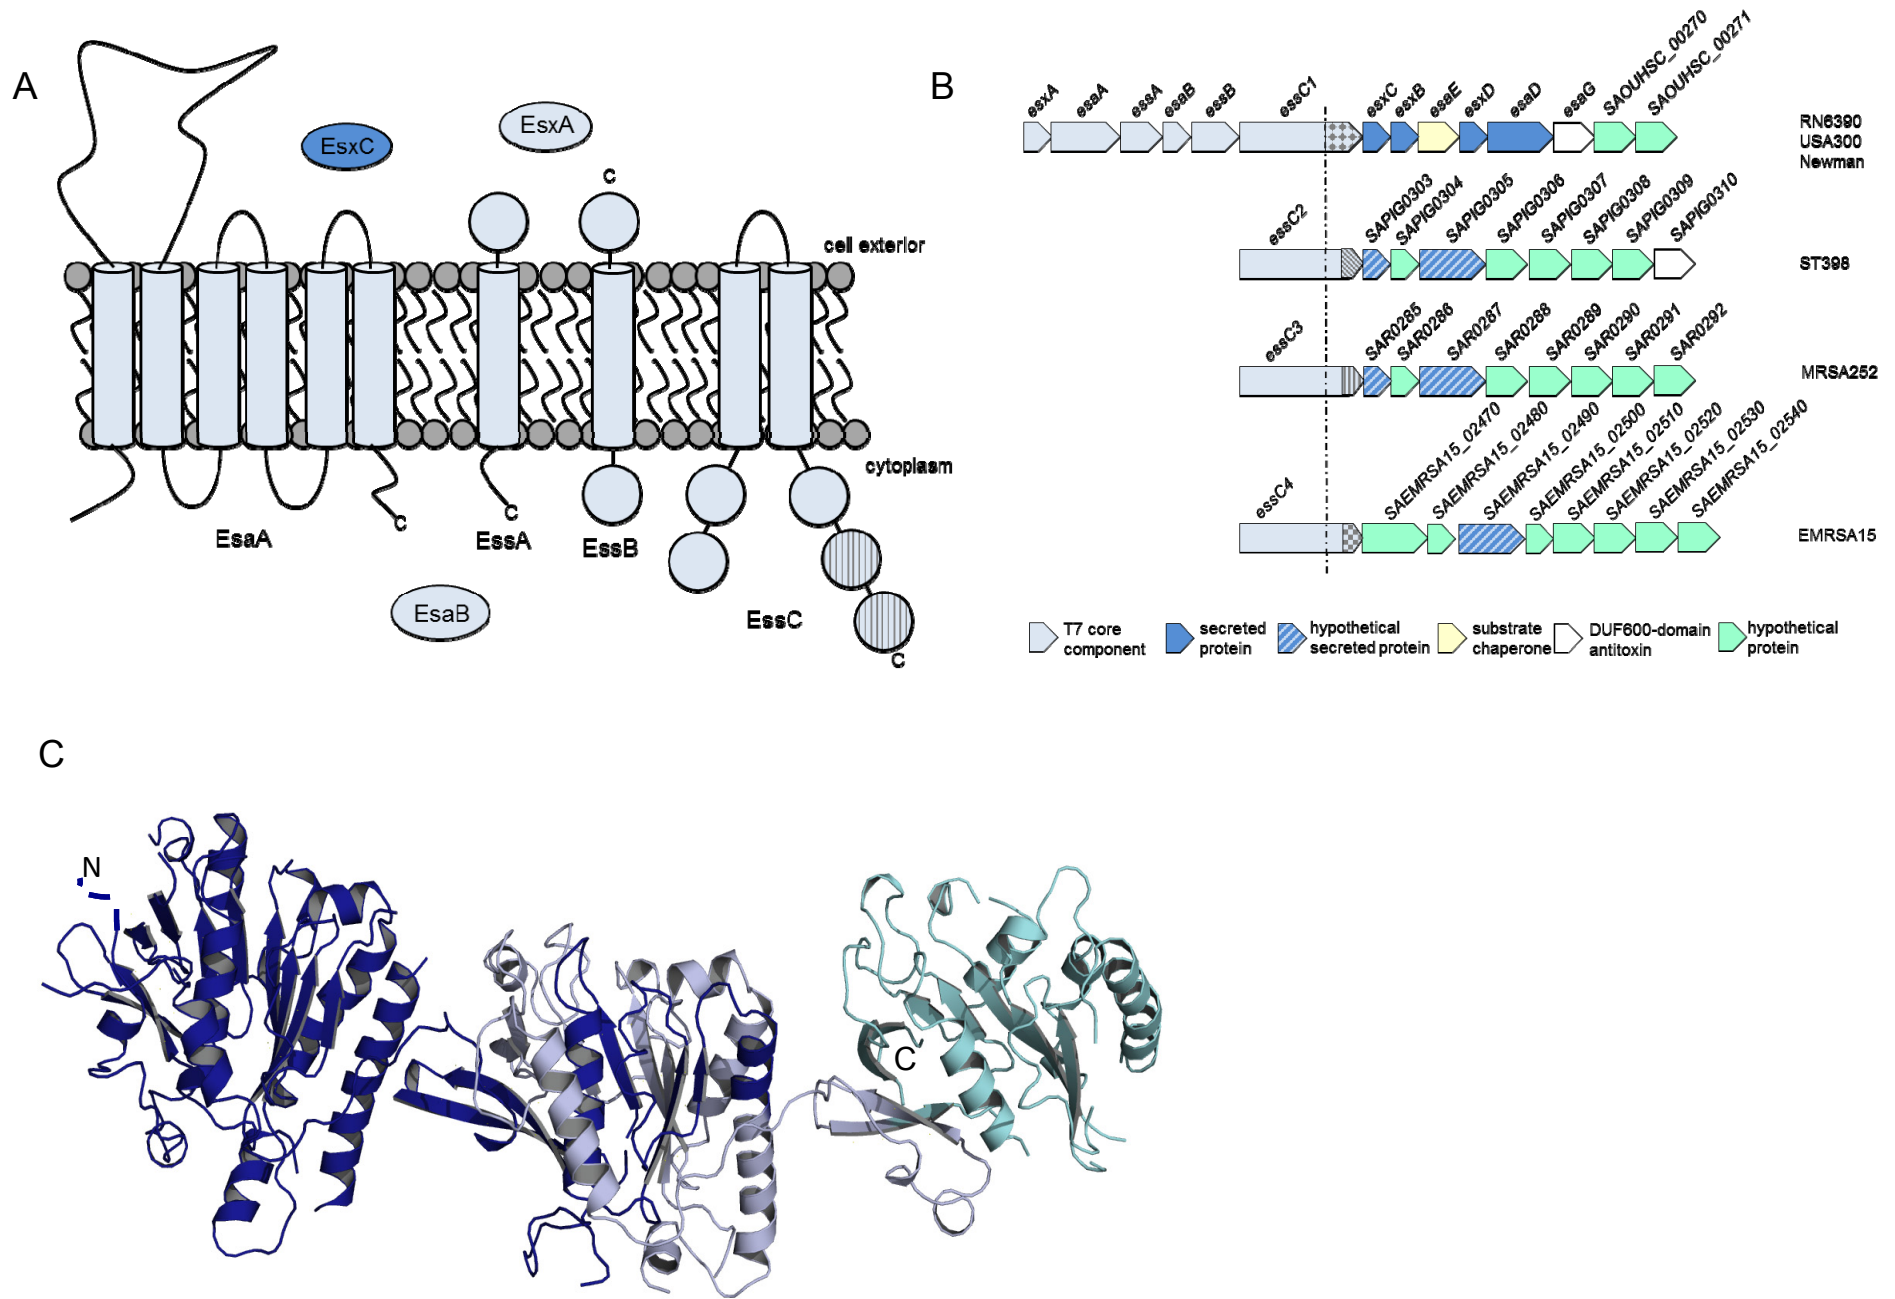 A
EsxC
EsxA
C
cell exterior
cytoplasm
C
C
EsaA
EssA
EssB
EsaB
EssC
C
B
esxA
esaA
essA
esaB
essB
essC1
esxC
esxB
esaE
esxD
esaD
esaG
SAOUHSC_00270
SAOUHSC_00271
RN6390
USA300
Newman
essC2
SAPIG0303
SAPIG0304
SAPIG0305
SAPIG0306
SAPIG0307
SAPIG0308
SAPIG0309
SAPIG0310
ST398
essC3
SAR0285
SAR0286
SAR0287
SAR0288
SAR0289
SAR0290
SAR0291
SAR0292
MRSA252
essC4
SAEMRSA15_02470
SAEMRSA15_02480
SAEMRSA15_02490
SAEMRSA15_02500
SAEMRSA15_02510
SAEMRSA15_02520
SAEMRSA15_02530
SAEMRSA15_02540
EMRSA15
T7 core
component
secreted
protein
hypothetical
secreted protein
substrate
chaperone
DUF600-domain
antitoxin
hypothetical
protein
C
N
C